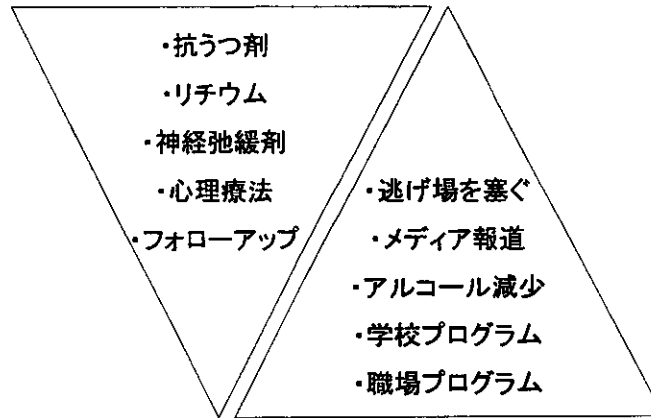 ・抗うつ剤
・リチウム
・神経弛緩剤
・心理療法
・フォローアップ
・逃げ場を塞ぐ
・メディア報道
・アルコール減少
・学校プログラム
・職場プログラム